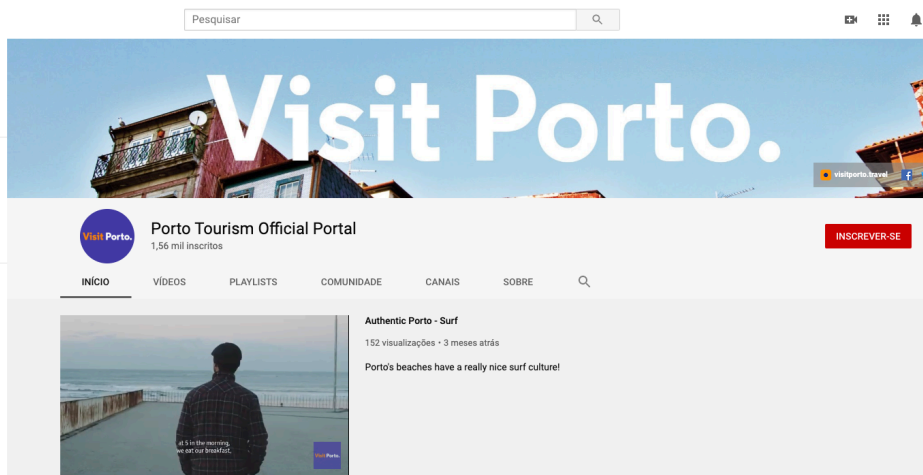 Pesquisar
Visit Porto.
visitporto.travel
Visit Porto.
Porto Tourism Official Portal
1,56 mil inscritos
INSCREVER-SE
INÍCIO VÍDEOS PLAYLISTS COMUNIDADE CANAIS SOBRE
Authentic Porto - Surf
152 visualizações • 3 meses atrás
Porto's beaches have a really nice surf culture!
at 5 in the morning,
we eat our breakfast,
Visit Porto.